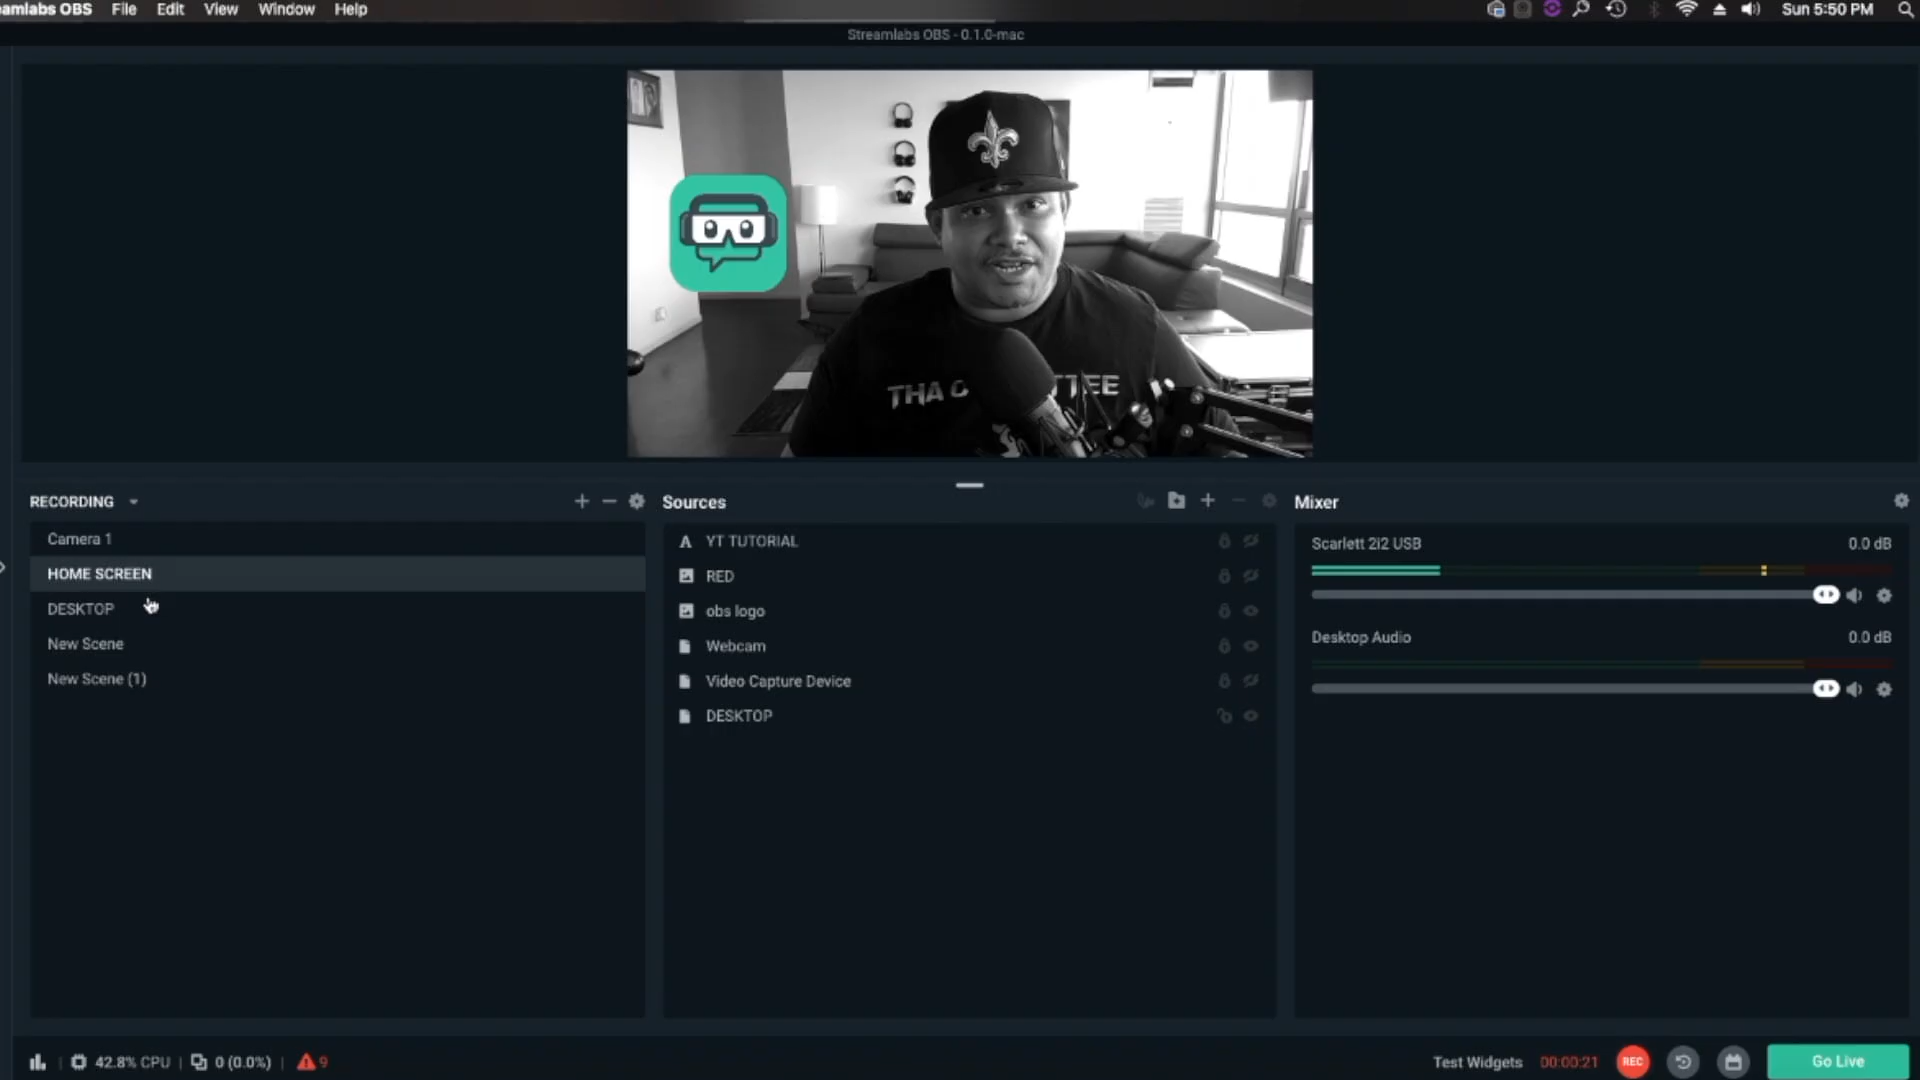 amlabs OBS File Edit View Window Help Sun 5:50 PM
Streamlabs OBS - 0.1.0-mac
THA C TTEE
RECORDING
Camera 1
HOME SCREEN
DESKTOP
New Scene
New Scene (1)
Sources
YT TUTORIAL
RED
obs logo
Webcam
Video Capture Device
DESKTOP
Mixer
Scarlett 2i2 USB 0.0 dB
Desktop Audio 0.0 dB
42.8% CPU 0 (0.0%) 9
Test Widgets 00:00:21 REC Go Live